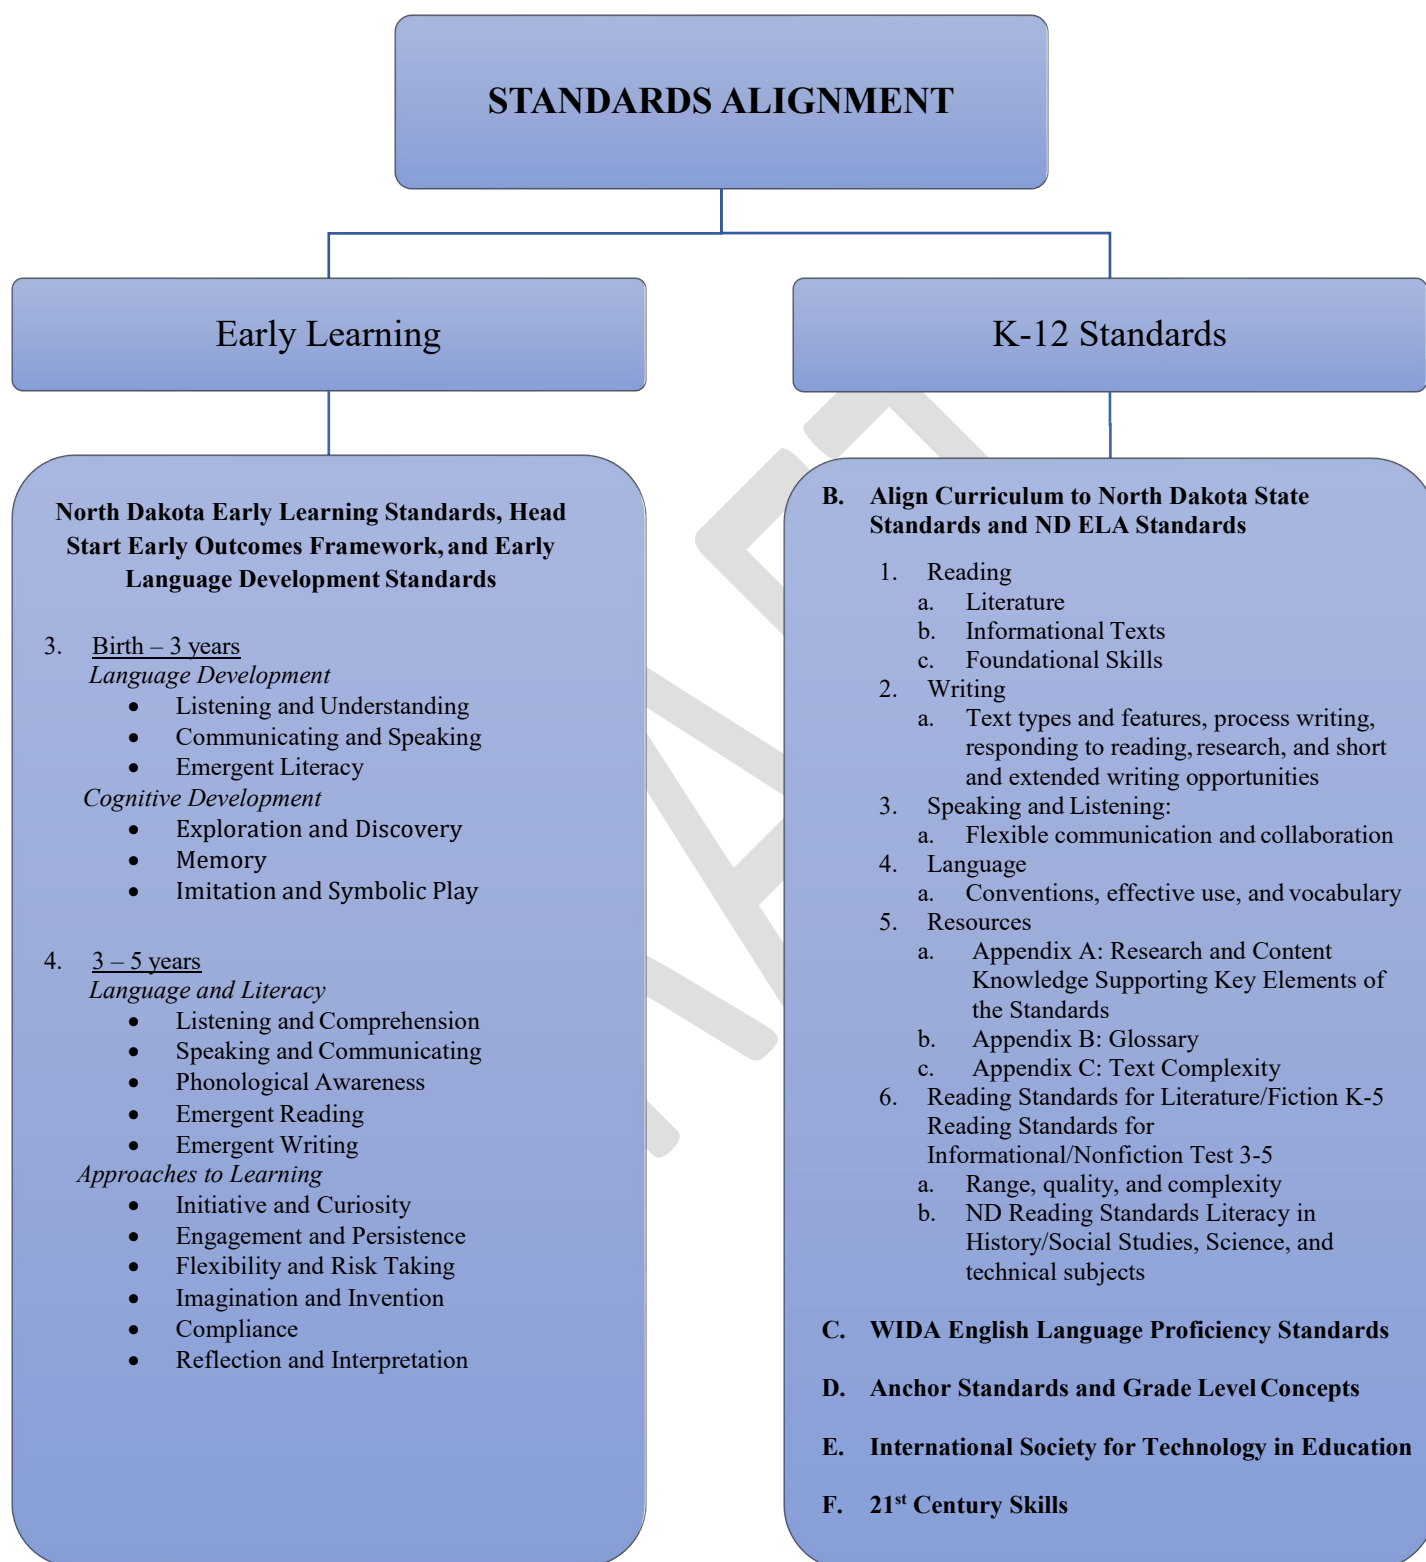 STANDARDS ALIGNMENT
Early Learning
North Dakota Early Learning Standards, Head
Start Early Outcomes Framework, and Early
Language Development Standards
3. Birth – 3 years
Language Development
• Listening and Understanding
• Communicating and Speaking
• Emergent Literacy
Cognitive Development
• Exploration and Discovery
• Memory
• Imitation and Symbolic Play
4. 3 – 5 years
Language and Literacy
• Listening and Comprehension
• Speaking and Communicating
• Phonological Awareness
• Emergent Reading
• Emergent Writing
Approaches to Learning
• Initiative and Curiosity
• Engagement and Persistence
• Flexibility and Risk Taking
• Imagination and Invention
• Compliance
• Reflection and Interpretation
K-12 Standards
B. Align Curriculum to North Dakota State
Standards and ND ELA Standards
1. Reading
a. Literature
b. Informational Texts
c. Foundational Skills
2. Writing
a. Text types and features, process writing,
responding to reading, research, and short
and extended writing opportunities
3. Speaking and Listening:
a. Flexible communication and collaboration
4. Language
a. Conventions, effective use, and vocabulary
5. Resources
a. Appendix A: Research and Content
Knowledge Supporting Key Elements of
the Standards
b. Appendix B: Glossary
c. Appendix C: Text Complexity
6. Reading Standards for Literature/Fiction K-5
Reading Standards for
Informational/Nonfiction Test 3-5
a. Range, quality, and complexity
b. ND Reading Standards Literacy in
History/Social Studies, Science, and
technical subjects
C. WIDA English Language Proficiency Standards
D. Anchor Standards and Grade Level Concepts
E. International Society for Technology in Education
F. 21st Century Skills